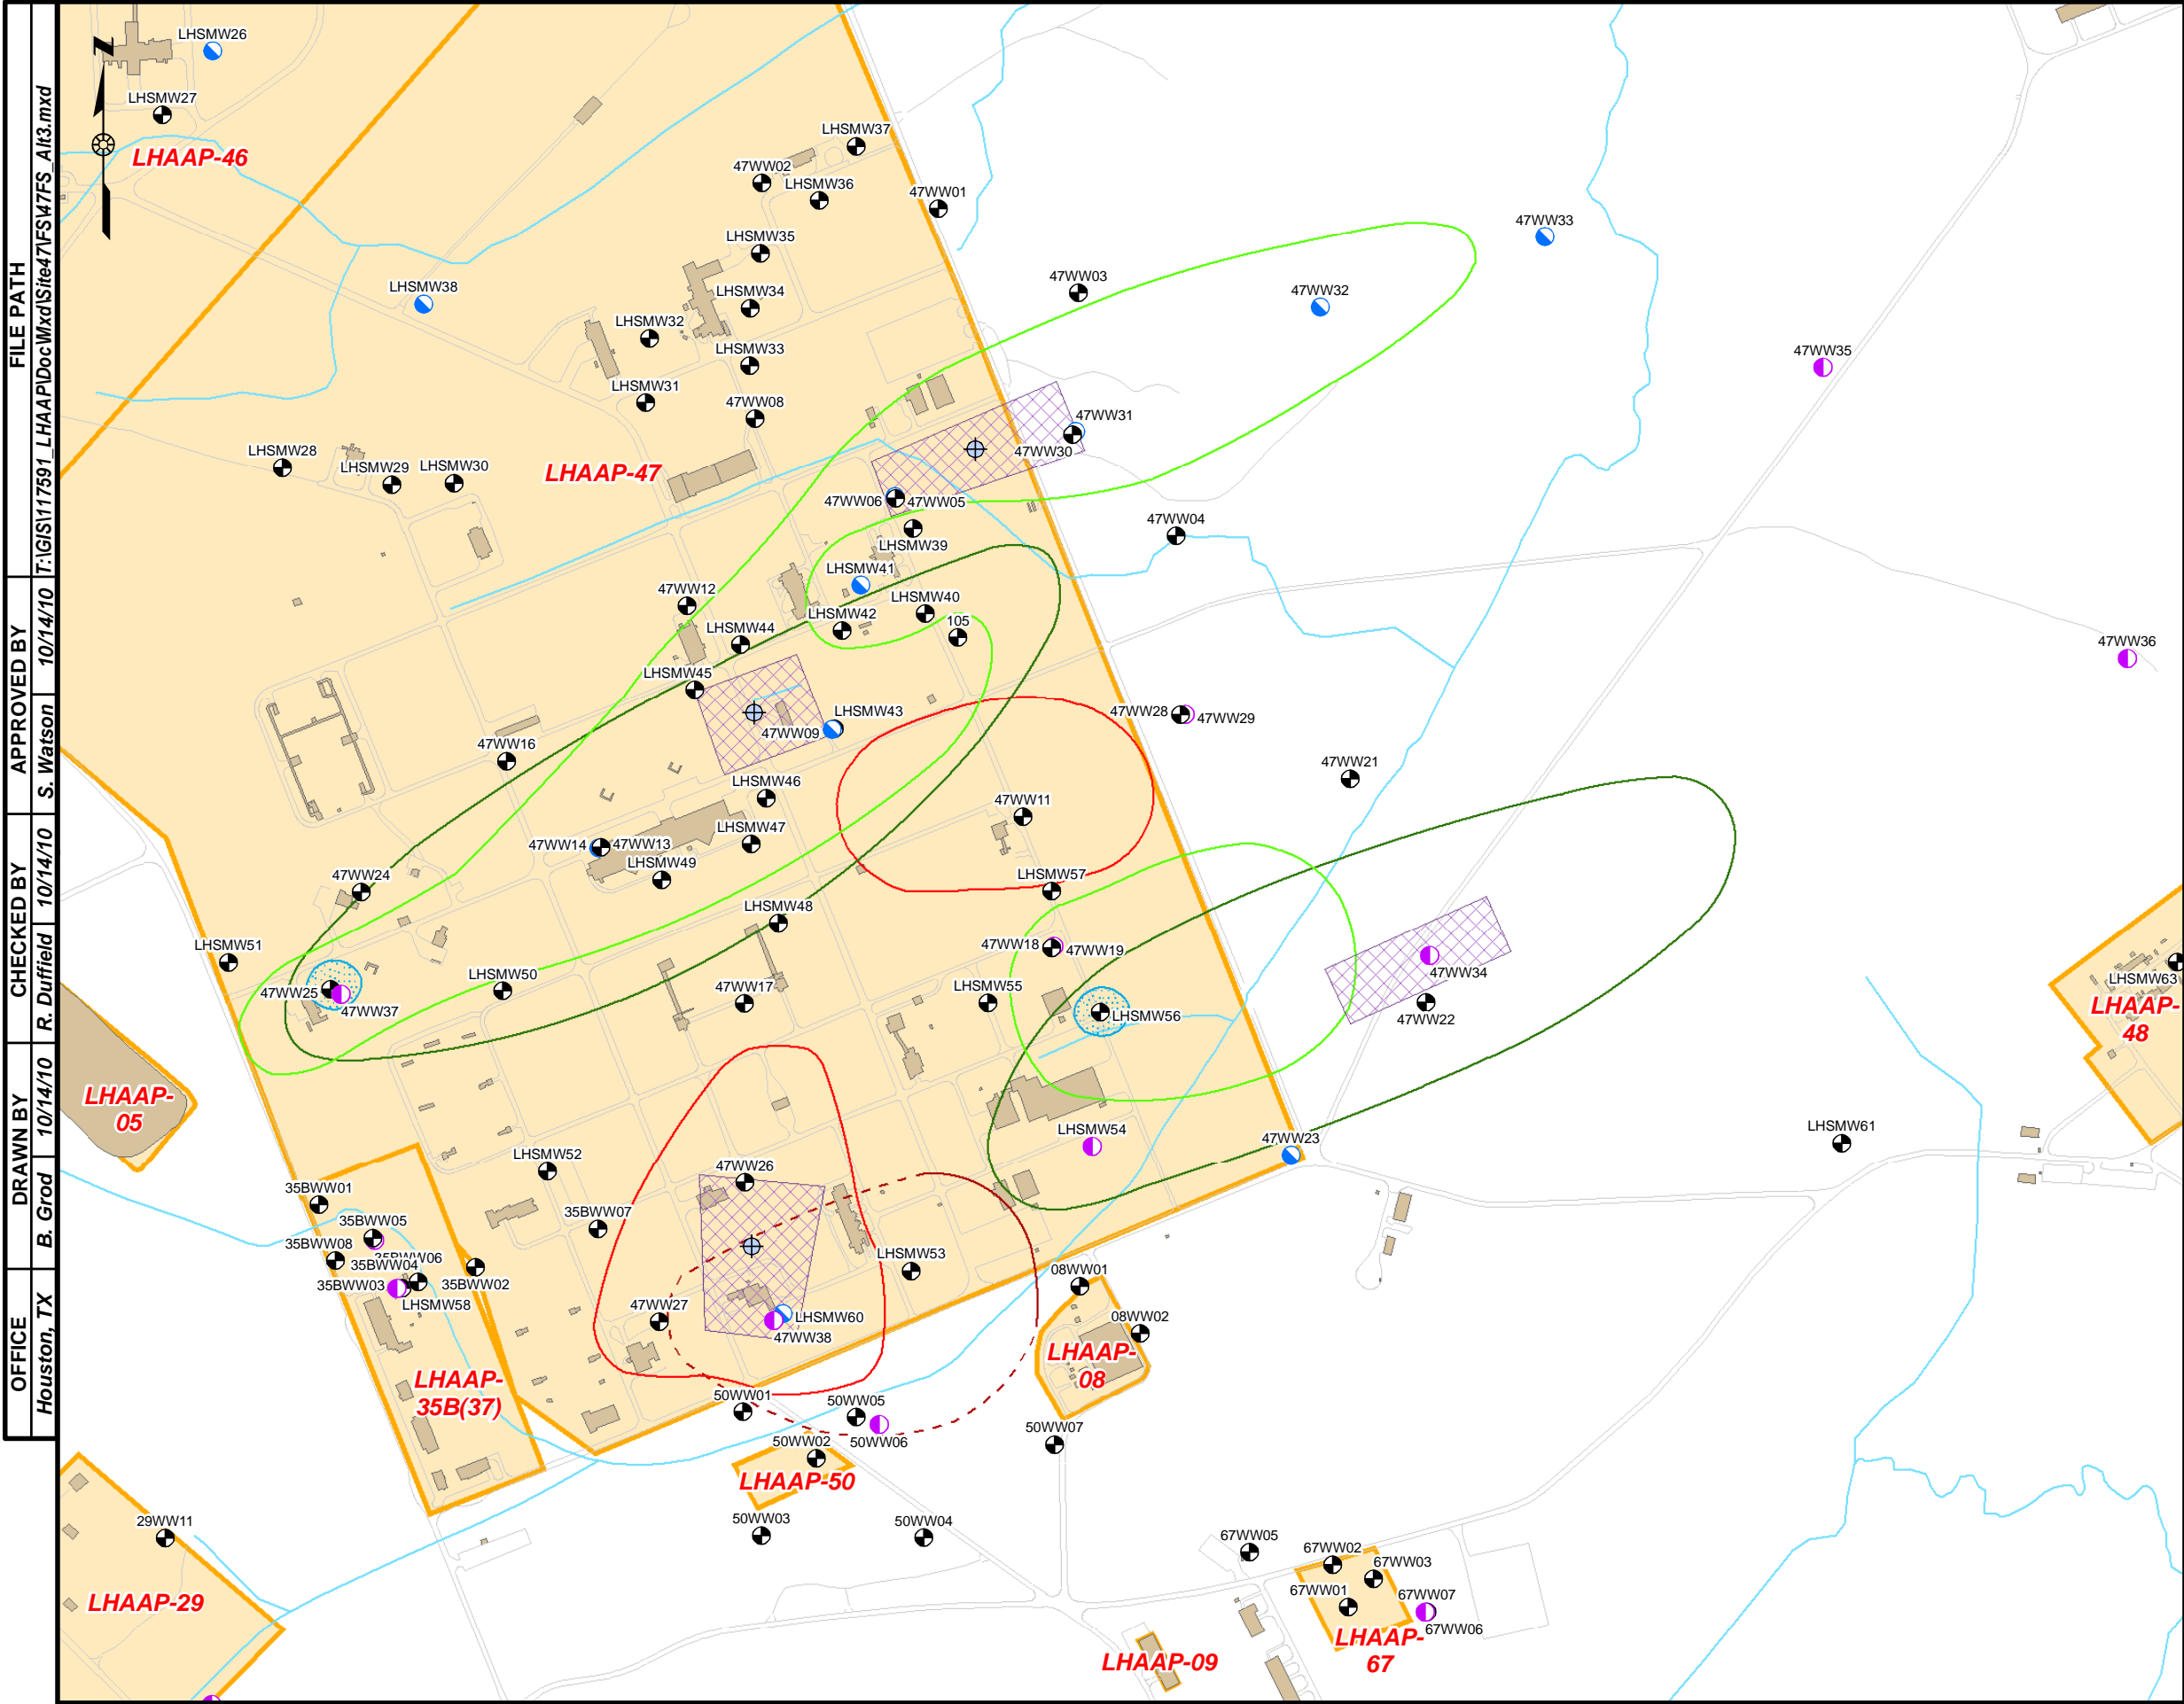 FILE PATH
T:\GIS\117591_LHAAP\DocMxd\Site47\FS\47FS_Alt3.mxd
APPROVED BY
S. Watson 10/14/10
CHECKED BY
R. Duffield 10/14/10
DRAWN BY
B. Grod 10/14/10
OFFICE
Houston, TX
N
LHSMW26
LHSMW27
LHAAP-46
LHSMW37
47WW02
LHSMW36
47WW01
47WW33
LHSMW35
47WW03
LHSMW38
47WW32
LHSMW34
LHSMW32
47WW35
LHSMW33
LHSMW31
47WW08
47WW31
LHSMW28
LHSMW29
LHSMW30
LHAAP-47
47WW30
47WW06
47WW05
47WW04
LHSMW39
LHSMW41
47WW12
LHSMW40
LHSMW42
105
LHSMW44
47WW36
LHSMW45
LHSMW43
47WW28
47WW29
47WW09
47WW16
47WW21
LHSMW46
47WW11
LHSMW47
47WW14
47WW13
LHSMW49
47WW24
LHSMW57
LHSMW48
LHSMW51
47WW18
47WW19
LHSMW50
47WW34
LHSMW63
47WW25
47WW37
47WW17
LHSMW55
LHSMW56
47WW22
LHAAP-
48
LHAAP-
05
LHSMW54
47WW23
LHSMW61
LHSMW52
47WW26
35BWW01
35BWW05
35BWW07
35BWW08
35BWW06
35BWW04
LHSMW53
35BWW03
35BWW02
08WW01
LHSMW58
47WW27
LHSMW60
08WW02
47WW38
LHAAP-
08
LHAAP-
35B(37)
50WW01
50WW05
50WW06
50WW02
50WW07
LHAAP-50
29WW11
50WW03
50WW04
67WW05
67WW02
67WW03
67WW01
67WW07
LHAAP-29
67WW06
LHAAP-
67
LHAAP-09